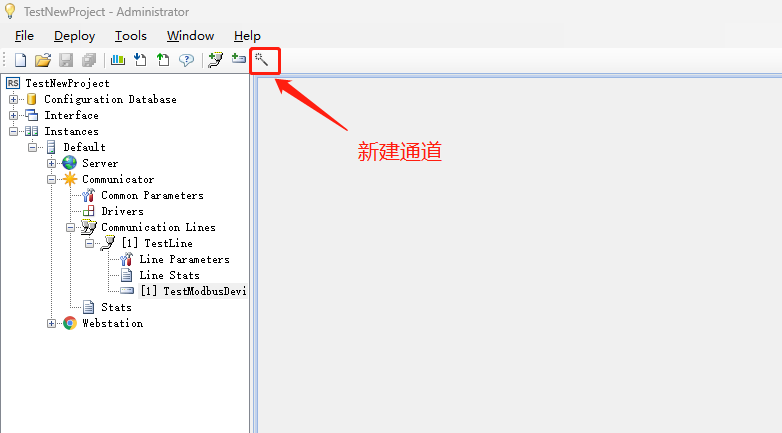 TestNewProject - Administrator
File Deploy Tools Window Help
RS TestNewProject
Configuration Database
Interface
Instances
Default
Server
Communicator
Common Parameters
Drivers
Communication Lines
[1] TestLine
Line Parameters
Line Stats
[1] TestModbusDevi
Stats
Webstation
新建通道